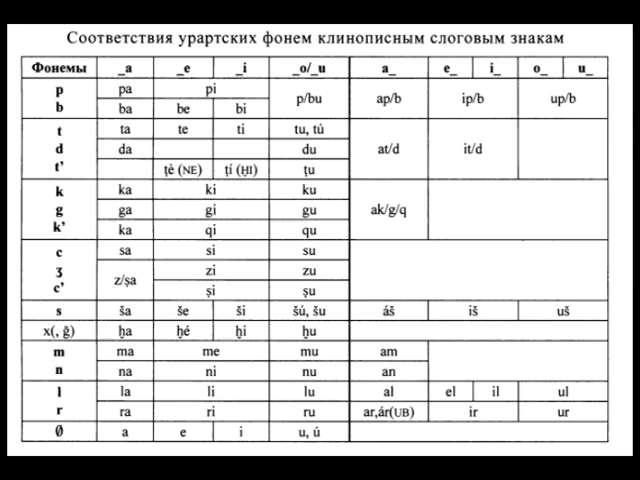 Соответствия урартских фонем клинописным слоговым знакам
Фонемы _a _e _i _o/_u a_ e_ i_ o_ u_
p pa pi p/bu ap/b ip/b up/b
b ba be bi
t ta te ti tu, tú at/d it/d
d da du
t’ ṭè (NE) ṭí (ḪI) ṭu
k ka ki ku ak/g/q
g ga gi gu
k’ ka qi qu
c sa si su
ʒ z/ṣa zi zu
c’ ṣi ṣu
s ša še ši šú, šu áš iš uš
x(, ğ) ḫa ḫé ḫi ḫu
m ma me mu am
n na ni nu an
l la li lu al el il ul
r ra ri ru ar,ár(UB) ir ur
Ø a e i u, ú